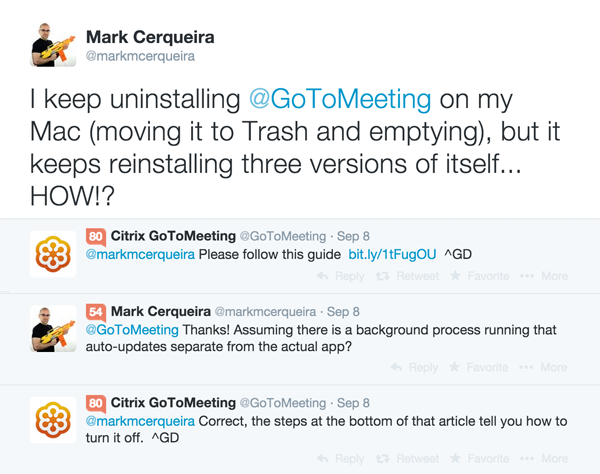 Mark Cerqueira
@markmcerqueira
I keep uninstalling @GoToMeeting on my
Mac (moving it to Trash and emptying), but it
keeps reinstalling three versions of itself...
HOW!?
80 Citrix GoToMeeting @GoToMeeting · Sep 8
@markmcerqueira Please follow this guide bit.ly/1tFugOU ^GD
Reply Retweet Favorite More
54 Mark Cerqueira @markmcerqueira · Sep 8
@GoToMeeting Thanks! Assuming there is a background process running that
auto-updates separate from the actual app?
Reply Favorite More
80 Citrix GoToMeeting @GoToMeeting · Sep 8
@markmcerqueira Correct, the steps at the bottom of that article tell you how to
turn it off. ^GD
Reply Retweet Favorite More